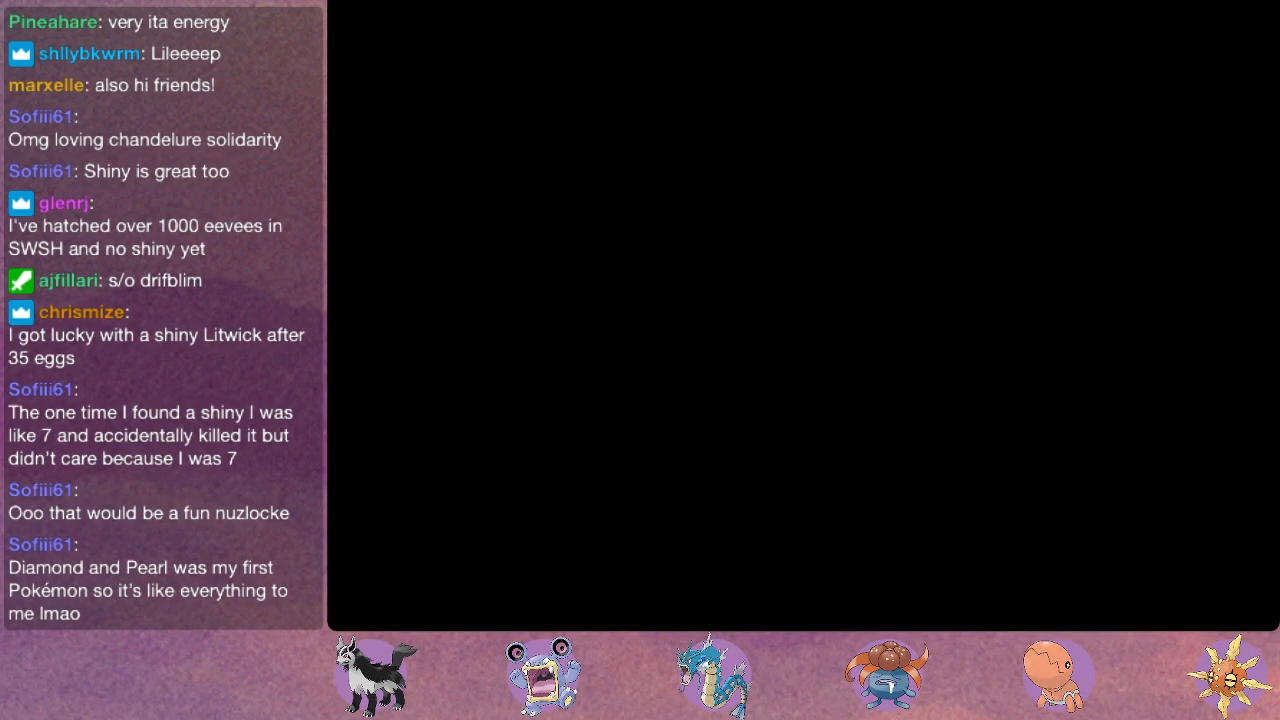 Pineahare: very ita energy
shllybkwrm: Lileeeep
marxelle: also hi friends!
Sofiii61:
Omg loving chandelure solidarity
Sofiii61: Shiny is great too
glenrj:
I've hatched over 1000 eevees in
SWSH and no shiny yet
ajfillari: s/o drifblim
chrismize:
I got lucky with a shiny Litwick after
35 eggs
Sofiii61:
The one time I found a shiny I was
like 7 and accidentally killed it but
didn't care because I was 7
Sofiii61:
Ooo that would be a fun nuzlocke
Sofiii61:
Diamond and Pearl was my first
Pokémon so it's like everything to
me lmao